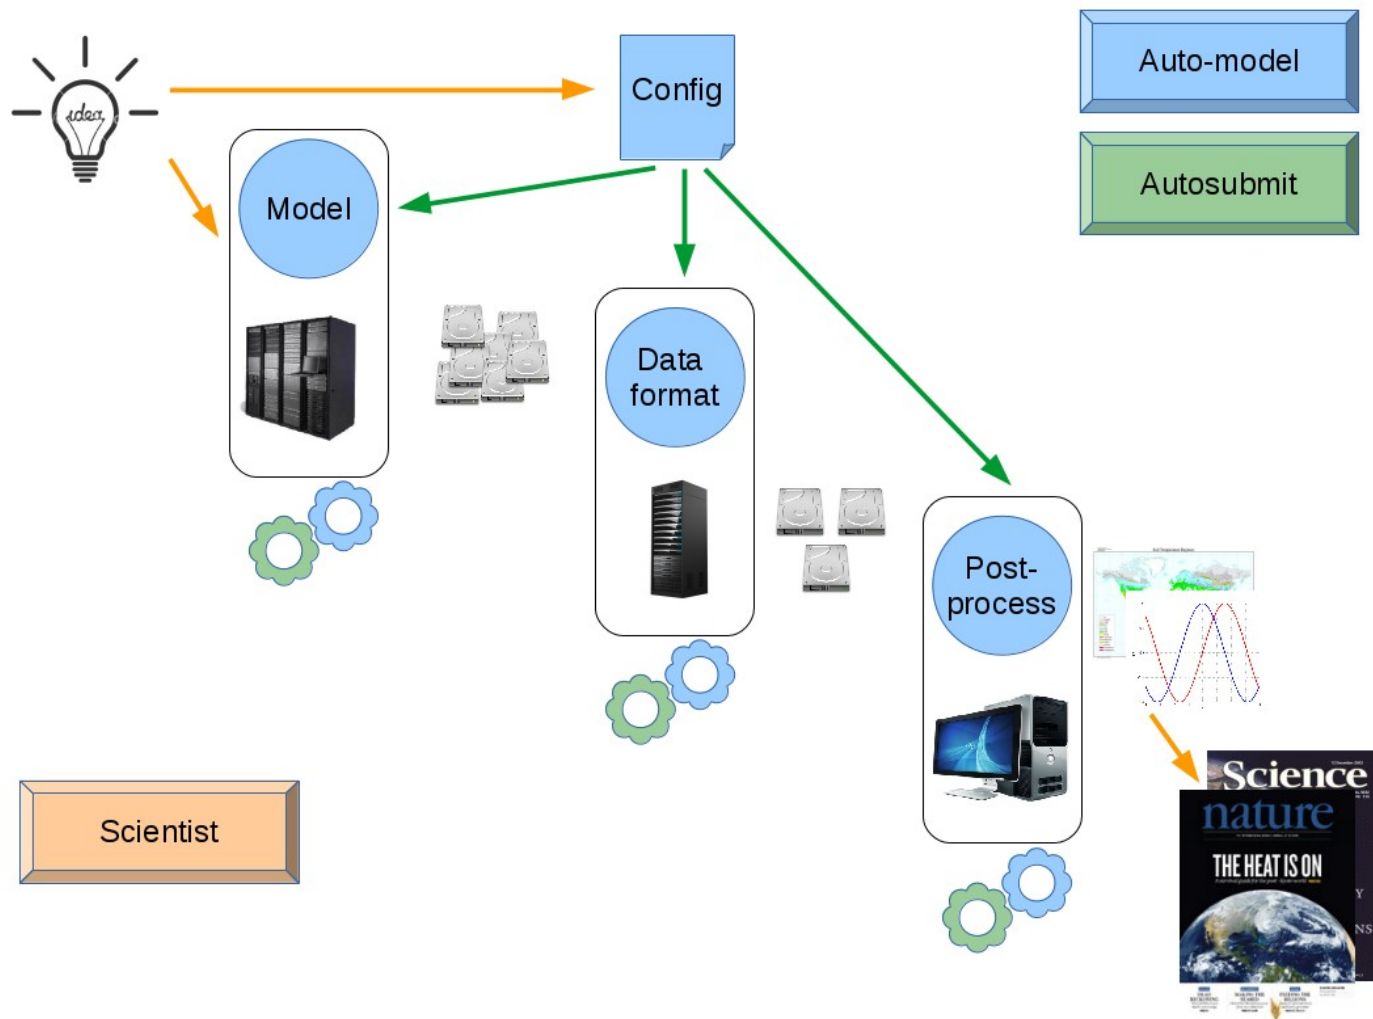 idea
Config
Auto-model
Autosubmit
Model
Data
format
Post-
process
Scientist
Science
nature
THE HEAT IS ON